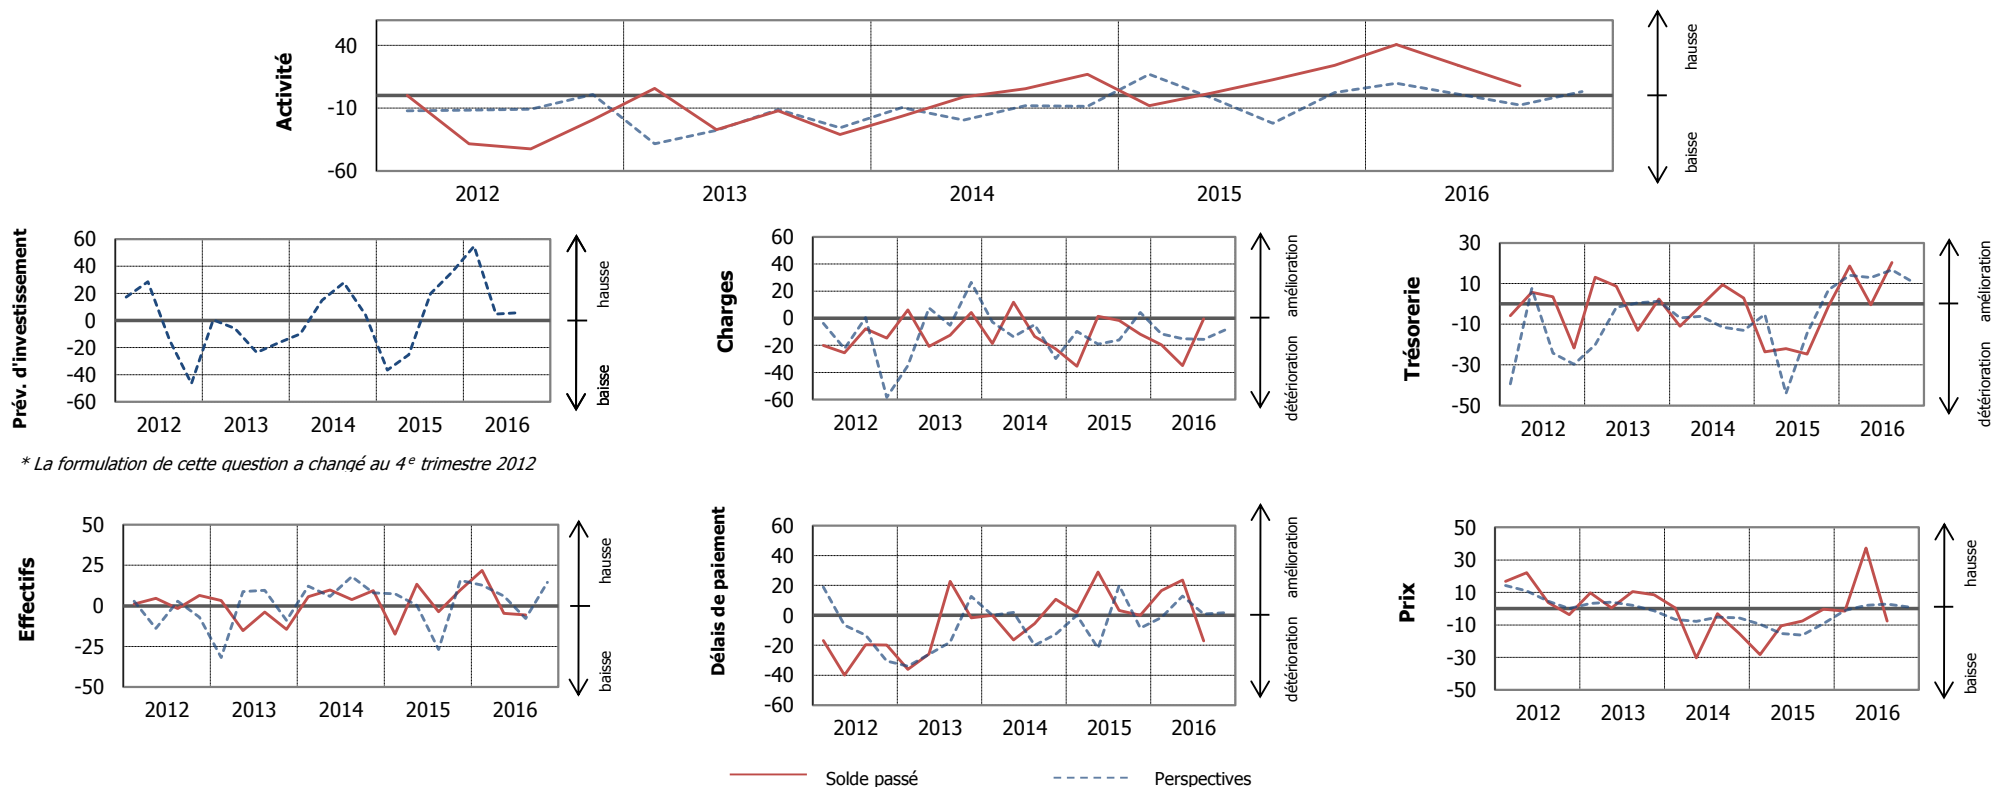 Activité
40
-10
-60
2012 2013 2014 2015 2016
hausse
baisse
Prév. d'investissement
60
40
20
0
-20
-40
-60
2012 2013 2014 2015 2016
hausse
baisse
* La formulation de cette question a changé au 4e trimestre 2012
Charges
60
40
20
0
-20
-40
-60
2012 2013 2014 2015 2016
amélioration
détérioration
Trésorerie
30
10
-10
-30
-50
2012 2013 2014 2015 2016
amélioration
détérioration
Effectifs
50
25
0
-25
-50
2012 2013 2014 2015 2016
hausse
baisse
Délais de paiement
60
40
20
0
-20
-40
-60
2012 2013 2014 2015 2016
amélioration
détérioration
Prix
50
30
10
-10
-30
-50
2012 2013 2014 2015 2016
hausse
baisse
Solde passé
Perspectives